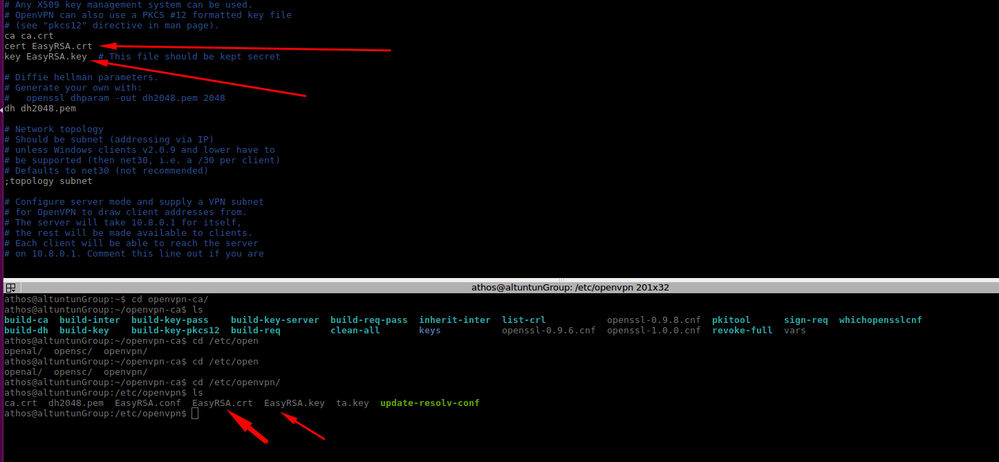 # Any X509 key management system can be used.
# OpenVPN can also use a PKCS #12 formatted key file
# (see "pkcs12" directive in man page).
ca ca.crt
cert EasyRSA.crt
key EasyRSA.key  # This file should be kept secret
# Diffie hellman parameters.
# Generate your own with:
#   openssl dhparam -out dh2048.pem 2048
dh dh2048.pem
# Network topology
# Should be subnet (addressing via IP)
# unless Windows clients v2.0.9 and lower have to
# be supported (then net30, i.e. a /30 per client)
# Defaults to net30 (not recommended)
;topology subnet
# Configure server mode and supply a VPN subnet
# for OpenVPN to draw client addresses from.
# The server will take 10.8.0.1 for itself,
# the rest will be made available to clients.
# Each client will be able to reach the server
# on 10.8.0.1. Comment this line out if you are
athos@altuntunGroup: /etc/openvpn 201x32
athos@altuntunGroup:~$ cd openvpn-ca/
athos@altuntunGroup:~/openvpn-ca$ ls
build-ca  build-inter  build-key-pass    build-key-server  build-req-pass  inherit-inter  list-crl           openssl-0.9.8.cnf  pkitool      sign-req  whichopensslcnf
build-dh  build-key    build-key-pkcs12  build-req         clean-all       keys           openssl-0.9.6.cnf  openssl-1.0.0.cnf  revoke-full  vars
athos@altuntunGroup:~/openvpn-ca$ cd /etc/open
openal/  opensc/  openvpn/
athos@altuntunGroup:~/openvpn-ca$ cd /etc/open
openal/  opensc/  openvpn/
athos@altuntunGroup:~/openvpn-ca$ cd /etc/openvpn/
athos@altuntunGroup:/etc/openvpn$ ls
ca.crt  dh2048.pem  EasyRSA.conf  EasyRSA.crt  EasyRSA.key  ta.key  update-resolv-conf
athos@altuntunGroup:/etc/openvpn$